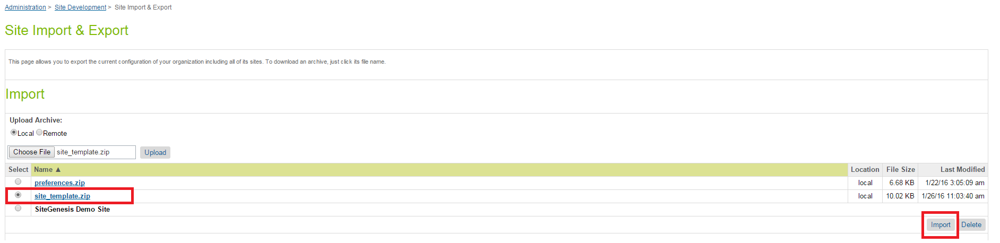 Administration > Site Development > Site Import & Export
Site Import & Export
This page allows you to export the current configuration of your organization including all of its sites. To download an archive, just click its file name.
Import
Upload Archive:
Local Remote
Choose File site_template.zip Upload
Select Name ▲ Location File Size Last Modified
preferences.zip local 6.68 KB 1/22/16 3:05:09 am
site_template.zip local 10.02 KB 1/26/16 11:03:40 am
SiteGenesis Demo Site
Import Delete